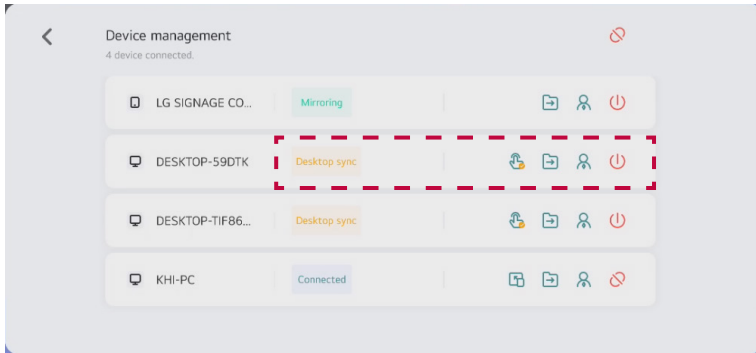 Device management
4 device connected.
LG SIGNAGE CO... Mirroring
DESKTOP-59DTK Desktop sync
DESKTOP-TIF86... Desktop sync
KHI-PC Connected